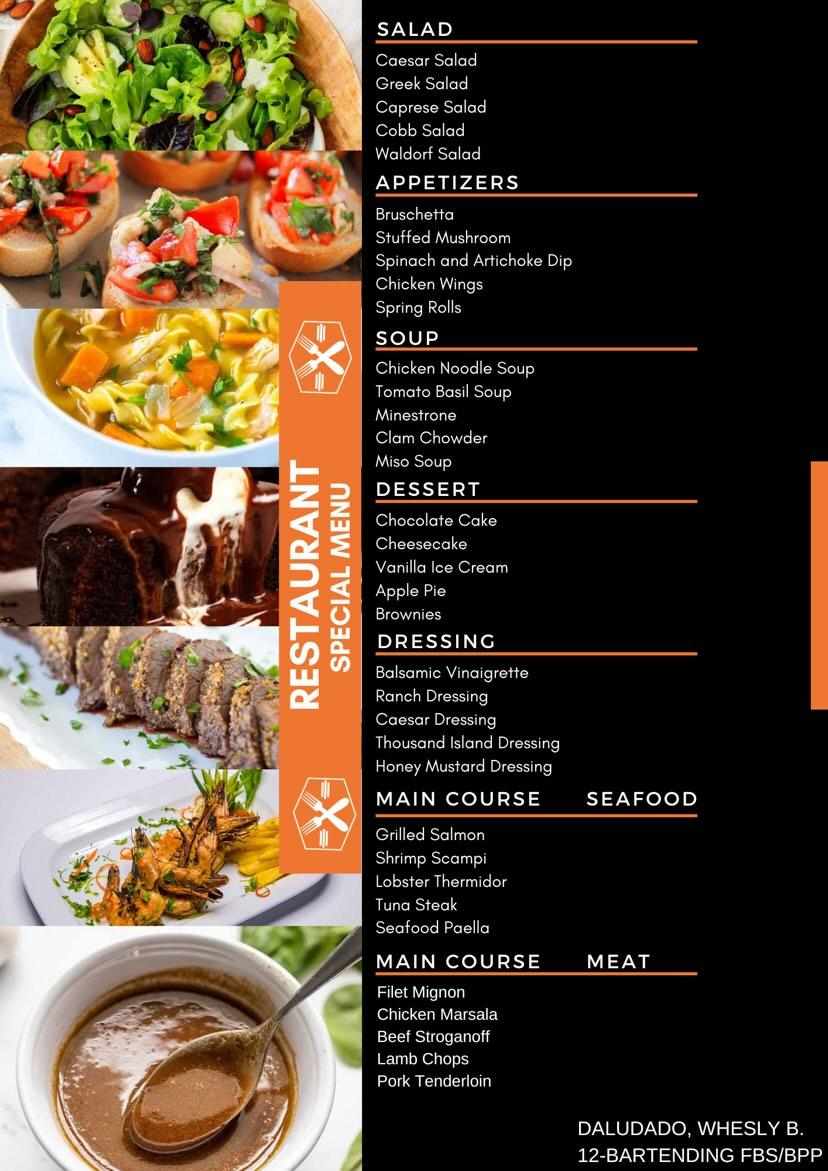 SALAD
Caesar Salad
Greek Salad
Caprese Salad
Cobb Salad
Waldorf Salad
APPETIZERS
Bruschetta
Stuffed Mushroom
Spinach and Artichoke Dip
Chicken Wings
Spring Rolls
SOUP
Chicken Noodle Soup
Tomato Basil Soup
Minestrone
Clam Chowder
Miso Soup
DESSERT
Chocolate Cake
Cheesecake
Vanilla Ice Cream
Apple Pie
Brownies
DRESSING
Balsamic Vinaigrette
Ranch Dressing
Caesar Dressing
Thousand Island Dressing
Honey Mustard Dressing
MAIN COURSE SEAFOOD
Grilled Salmon
Shrimp Scampi
Lobster Thermidor
Tuna Steak
Seafood Paella
MAIN COURSE MEAT
Filet Mignon
Chicken Marsala
Beef Stroganoff
Lamb Chops
Pork Tenderloin
RESTAURANT
SPECIAL MENU
DALUDADO, WHESLY B.
12-BARTENDING FBS/BPP